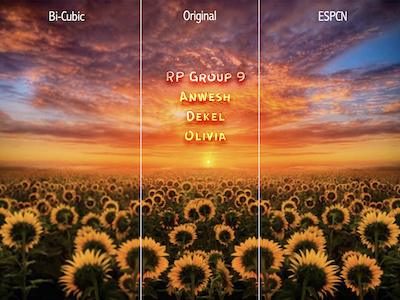 Bi-Cubic
Original
ESPCN
RP Group 9
Anwesh
Dekel
Olivia